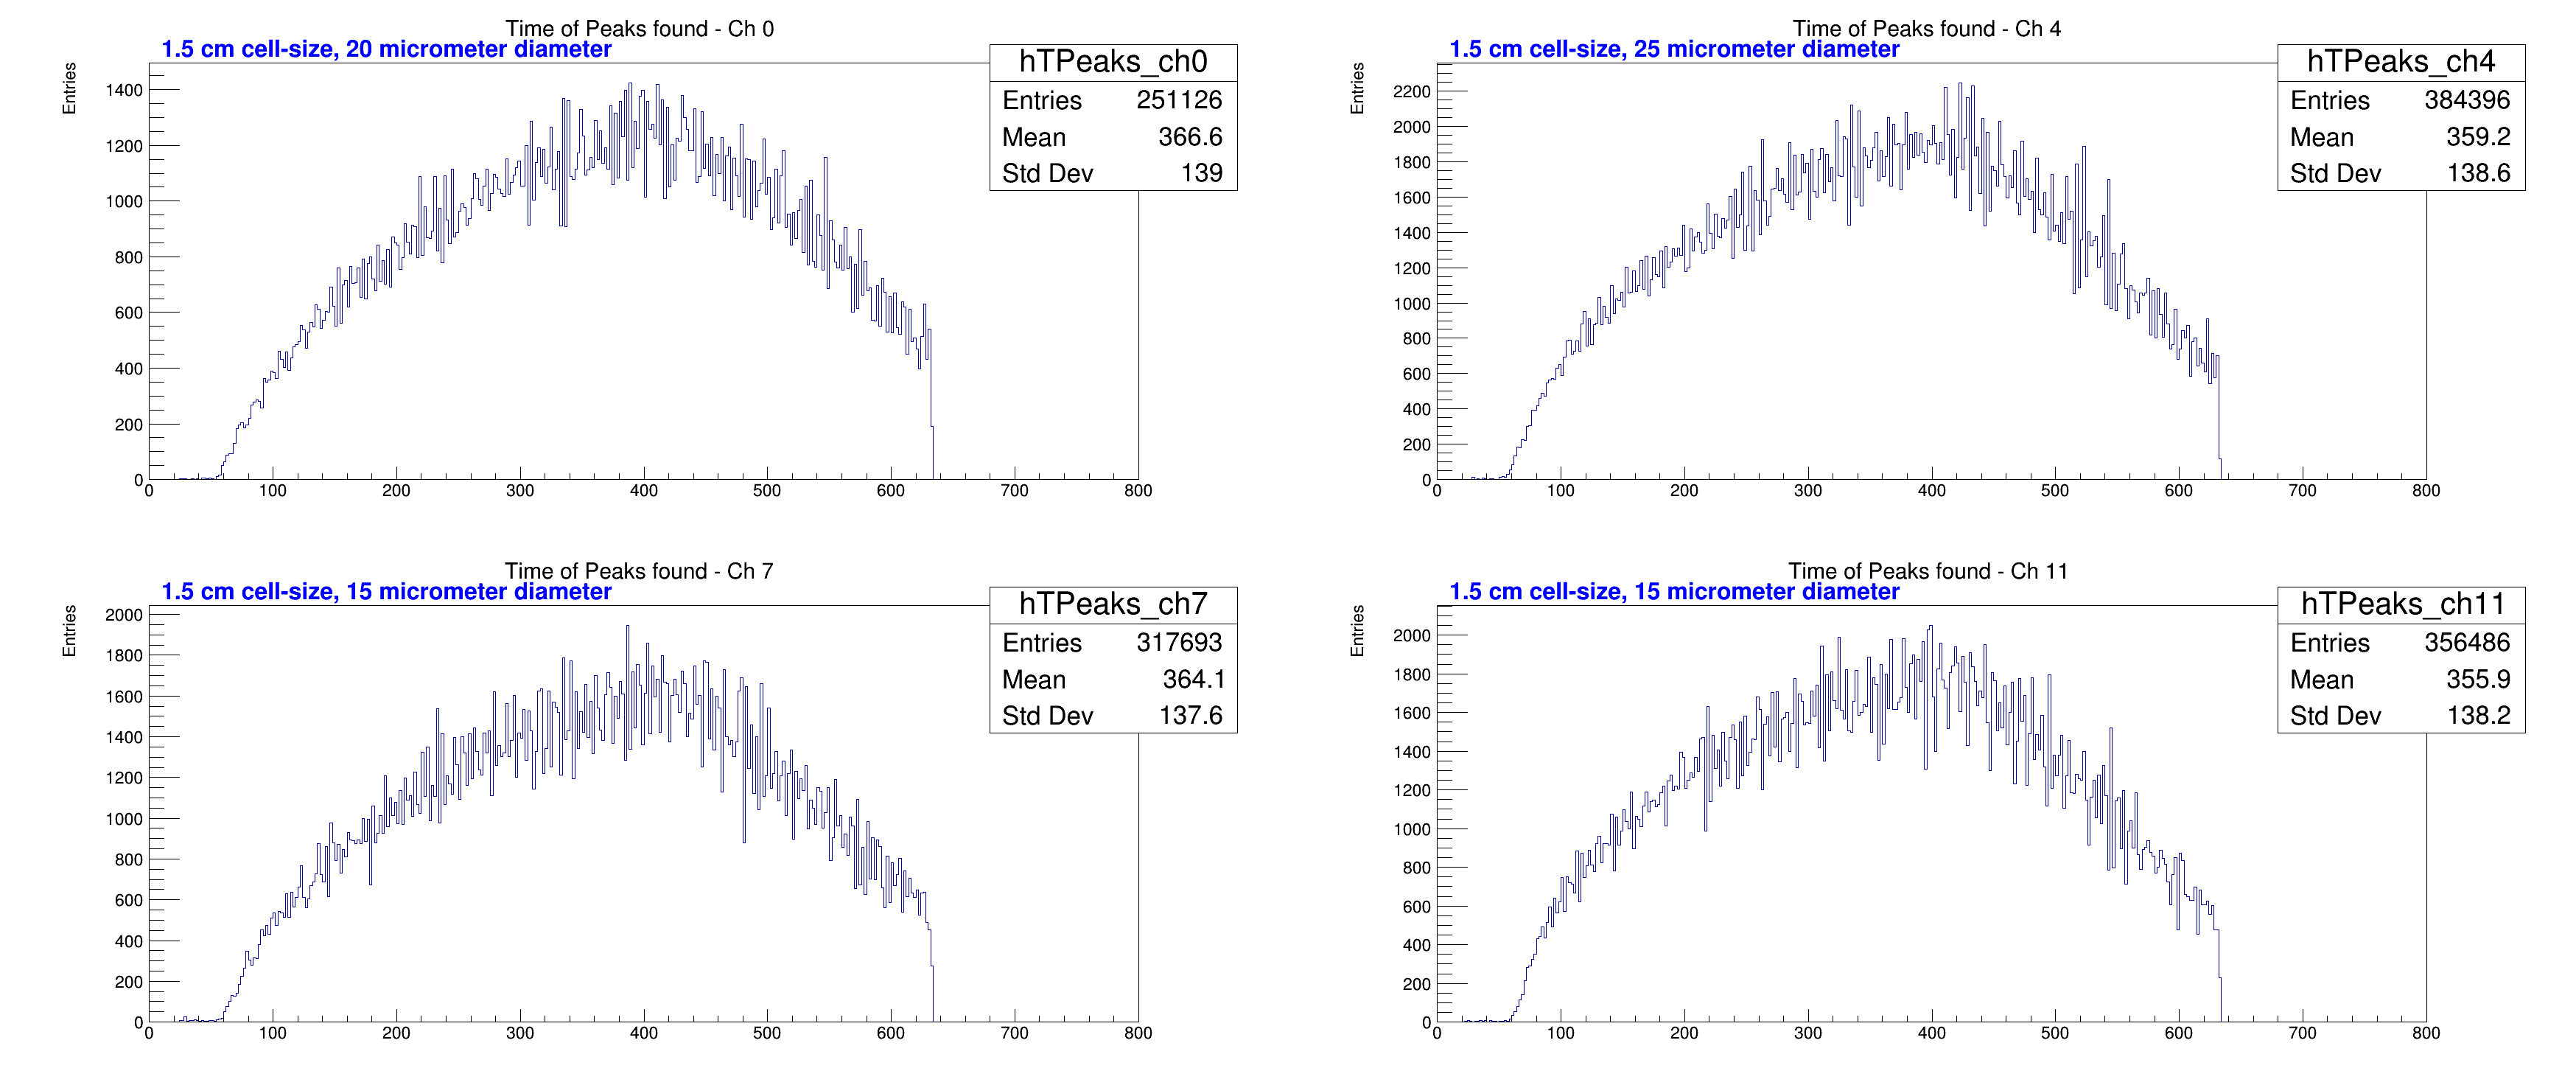 Time of Peaks found - Ch 0
1.5 cm cell-size, 20 micrometer diameter
Entries
hTPeaks_ch0
Entries 251126
Mean 366.6
Std Dev 139
1400
1200
1000
800
600
400
200
0
0 100 200 300 400 500 600 700 800
Time of Peaks found - Ch 4
1.5 cm cell-size, 25 micrometer diameter
Entries
hTPeaks_ch4
Entries 384396
Mean 359.2
Std Dev 138.6
2200
2000
1800
1600
1400
1200
1000
800
600
400
200
0
0 100 200 300 400 500 600 700 800
Time of Peaks found - Ch 7
1.5 cm cell-size, 15 micrometer diameter
Entries
hTPeaks_ch7
Entries 317693
Mean 364.1
Std Dev 137.6
2000
1800
1600
1400
1200
1000
800
600
400
200
0
0 100 200 300 400 500 600 700 800
Time of Peaks found - Ch 11
1.5 cm cell-size, 15 micrometer diameter
Entries
hTPeaks_ch11
Entries 356486
Mean 355.9
Std Dev 138.2
2000
1800
1600
1400
1200
1000
800
600
400
200
0
0 100 200 300 400 500 600 700 800